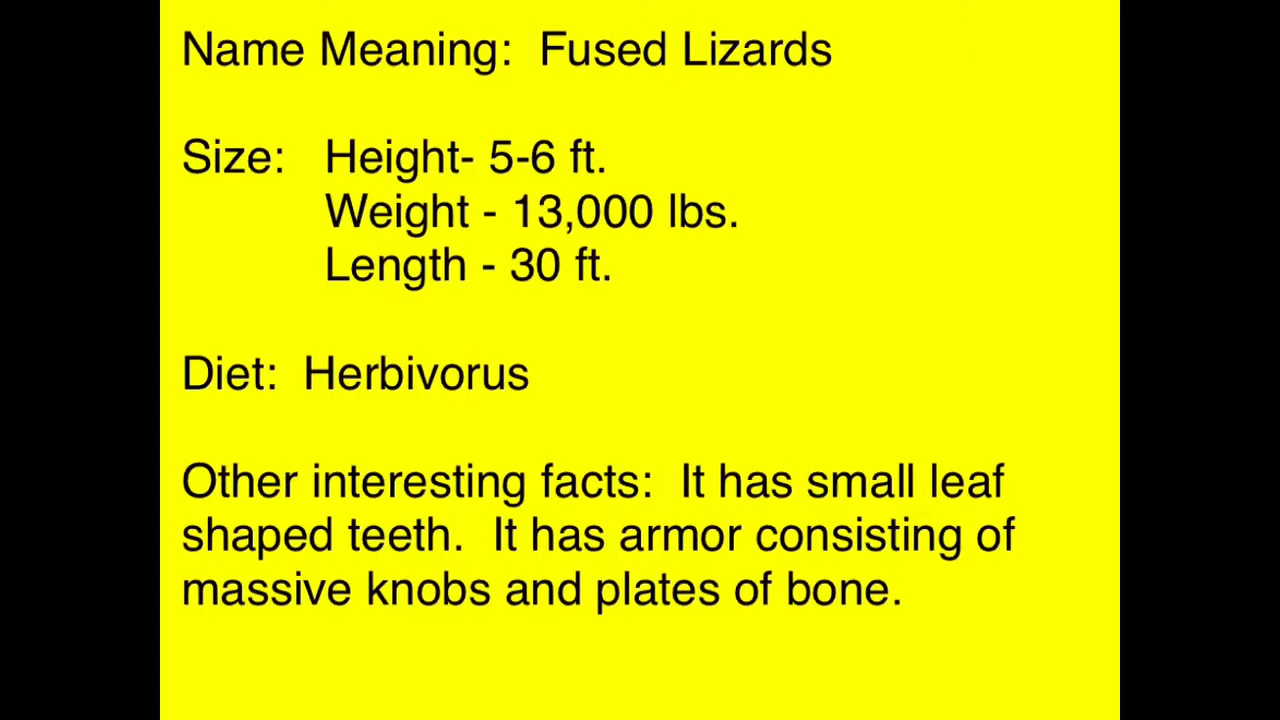 Name Meaning:  Fused Lizards
Size:   Height- 5-6 ft.
Weight - 13,000 lbs.
Length - 30 ft.
Diet:  Herbivorus
Other interesting facts:  It has small leaf
shaped teeth.  It has armor consisting of
massive knobs and plates of bone.